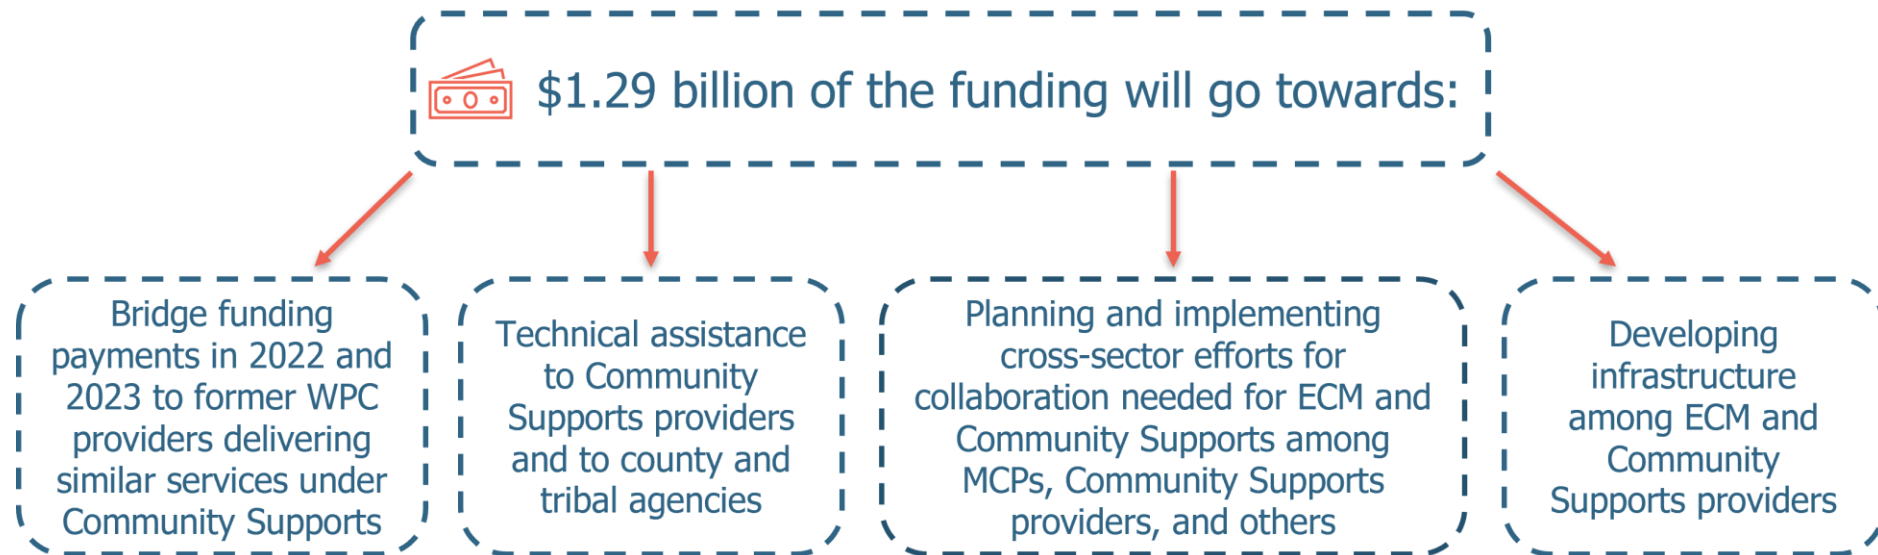 $1.29 billion of the funding will go towards:
Bridge funding
payments in 2022 and
2023 to former WPC
providers delivering
similar services under
Community Supports
Technical assistance
to Community
Supports providers
and to county and
tribal agencies
Planning and implementing
cross-sector efforts for
collaboration needed for ECM and
Community Supports among
MCPs, Community Supports
providers, and others
Developing
infrastructure
among ECM and
Community
Supports providers